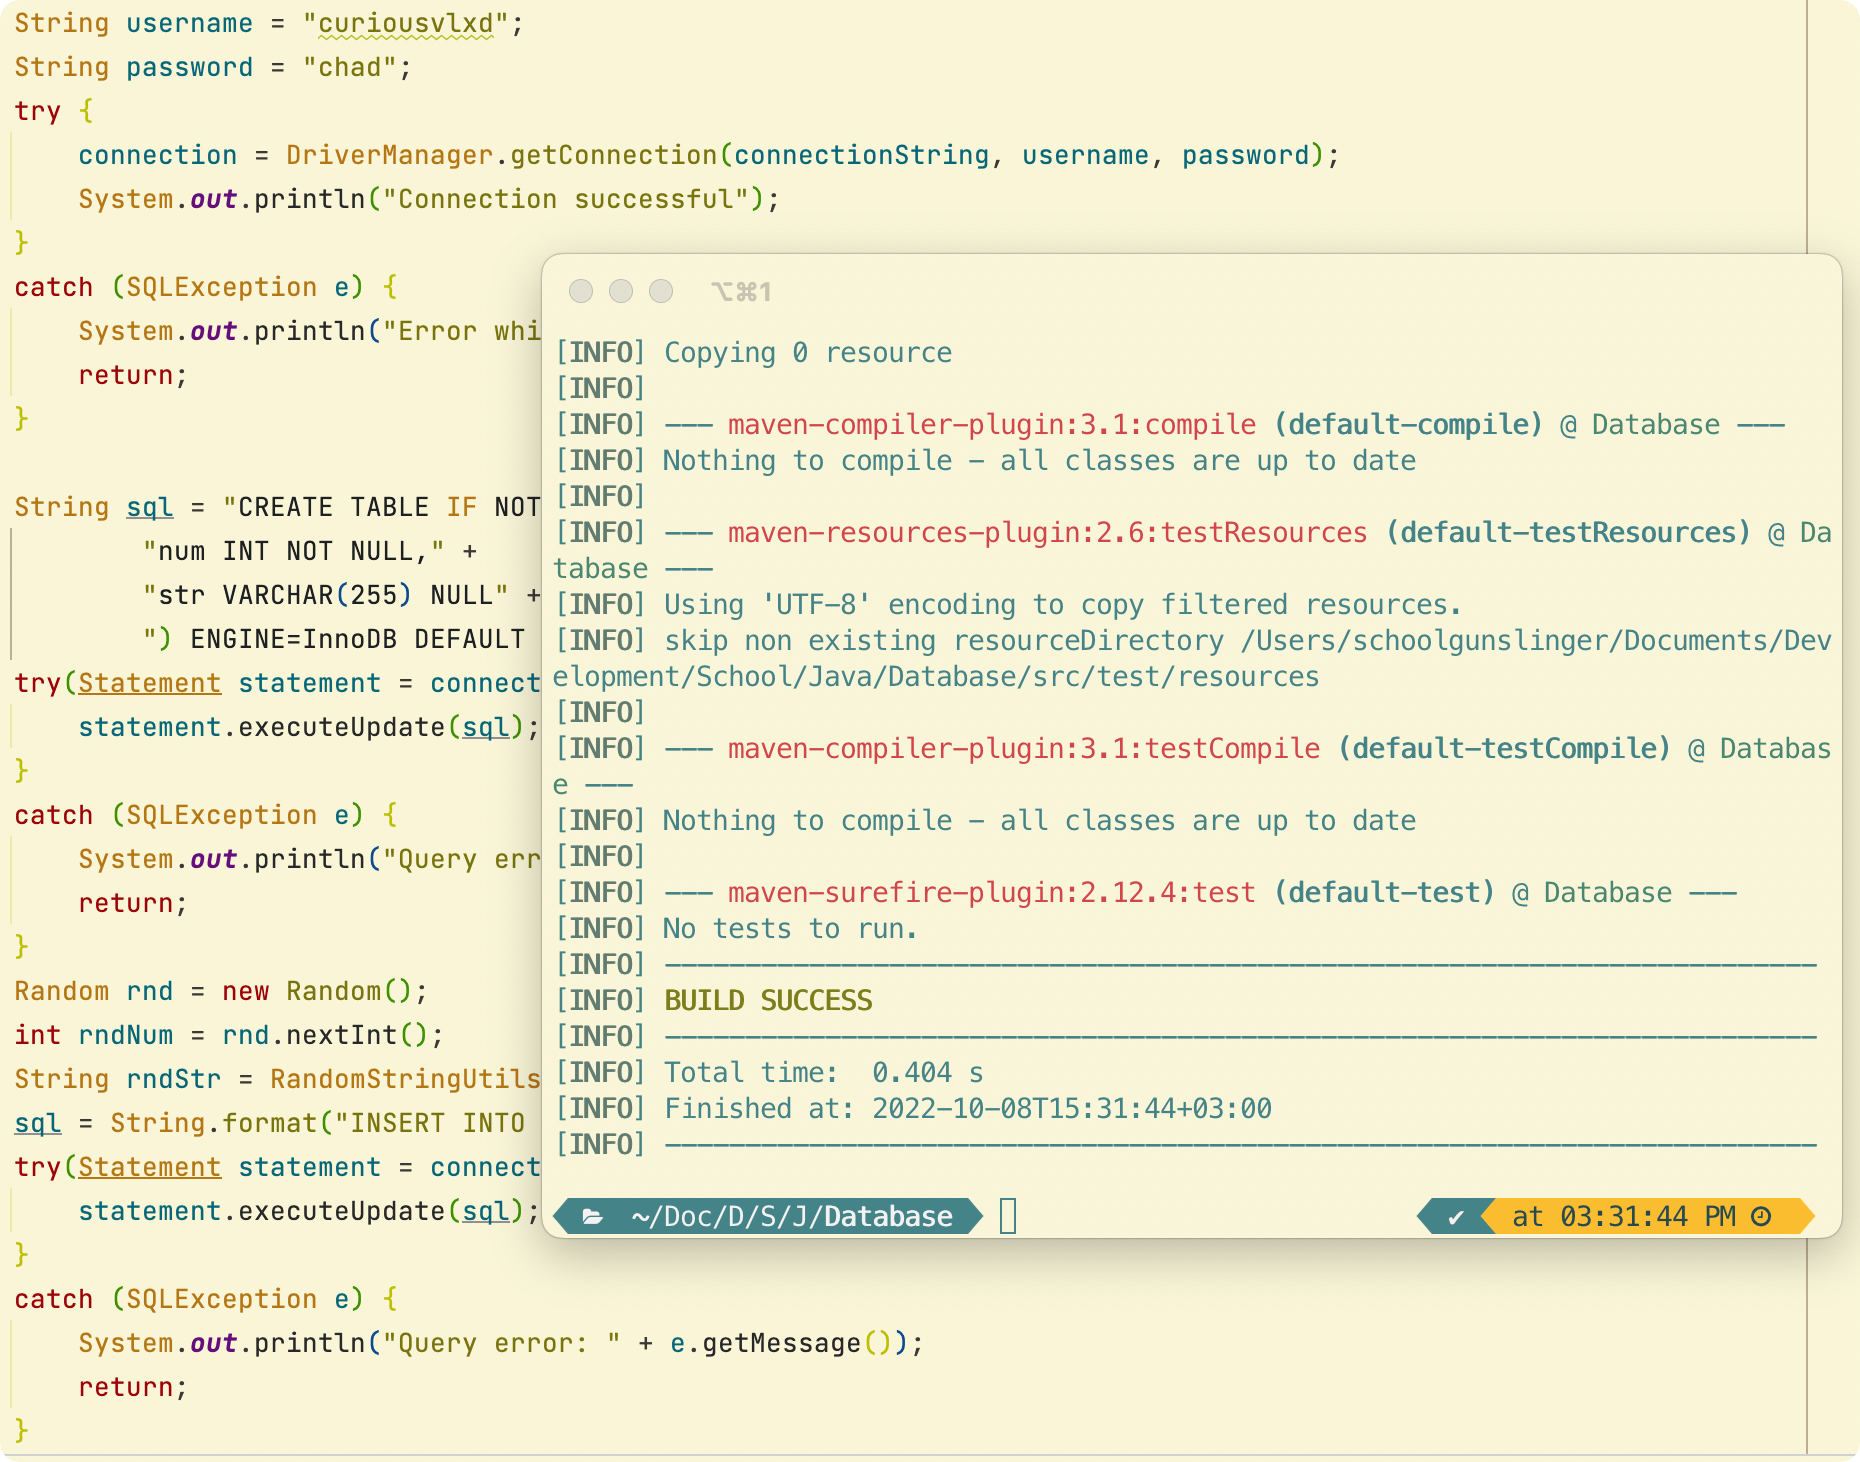 String username = "curiousvlxd";
String password = "chad";
try {
    connection = DriverManager.getConnection(connectionString, username, password);
    System.out.println("Connection successful");
}
catch (SQLException e) {
    System.out.println("Error whi
    return;
}
String sql = "CREATE TABLE IF NOT
        "num INT NOT NULL," +
        "str VARCHAR(255) NULL" +
        ") ENGINE=InnoDB DEFAULT
try(Statement statement = connect
    statement.executeUpdate(sql);
}
catch (SQLException e) {
    System.out.println("Query err
    return;
}
Random rnd = new Random();
int rndNum = rnd.nextInt();
String rndStr = RandomStringUtils
sql = String.format("INSERT INTO
try(Statement statement = connect
    statement.executeUpdate(sql);
}
catch (SQLException e) {
    System.out.println("Query error: " + e.getMessage());
    return;
}
⌥⌘1
[INFO] Copying 0 resource
[INFO]
[INFO] --- maven-compiler-plugin:3.1:compile (default-compile) @ Database ---
[INFO] Nothing to compile - all classes are up to date
[INFO]
[INFO] --- maven-resources-plugin:2.6:testResources (default-testResources) @ Da
tabase ---
[INFO] Using 'UTF-8' encoding to copy filtered resources.
[INFO] skip non existing resourceDirectory /Users/schoolgunslinger/Documents/Dev
elopment/School/Java/Database/src/test/resources
[INFO]
[INFO] --- maven-compiler-plugin:3.1:testCompile (default-testCompile) @ Databas
e ---
[INFO] Nothing to compile - all classes are up to date
[INFO]
[INFO] --- maven-surefire-plugin:2.12.4:test (default-test) @ Database ---
[INFO] No tests to run.
[INFO] ------------------------------------------------------------------------
[INFO] BUILD SUCCESS
[INFO] ------------------------------------------------------------------------
[INFO] Total time:  0.404 s
[INFO] Finished at: 2022-10-08T15:31:44+03:00
[INFO] ------------------------------------------------------------------------
~/Doc/D/S/J/Database
✔ at 03:31:44 PM